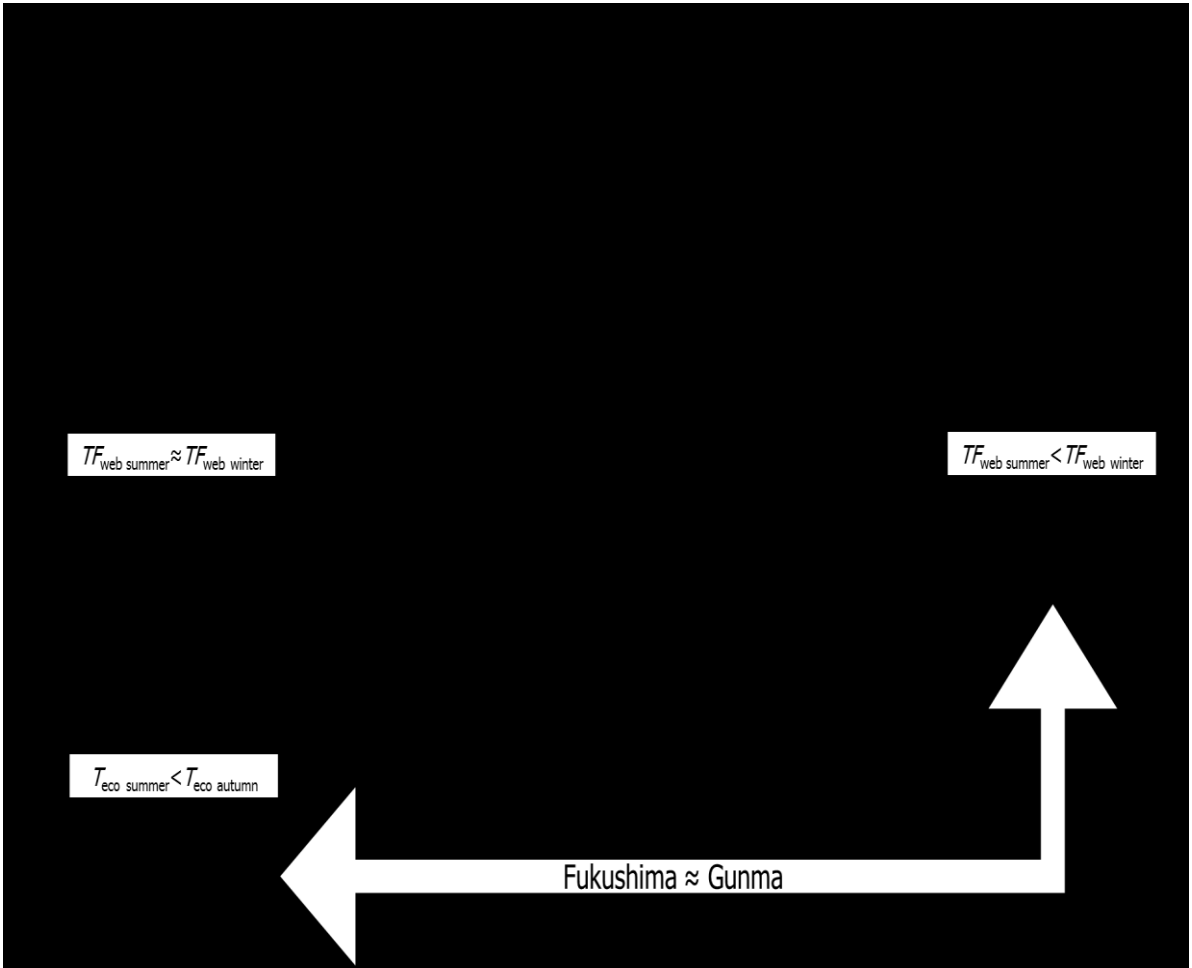 TFweb summer≈TFweb winter
TFweb summer<TFweb winter
Teco summer<Teco autumn
Fukushima ≈ Gunma